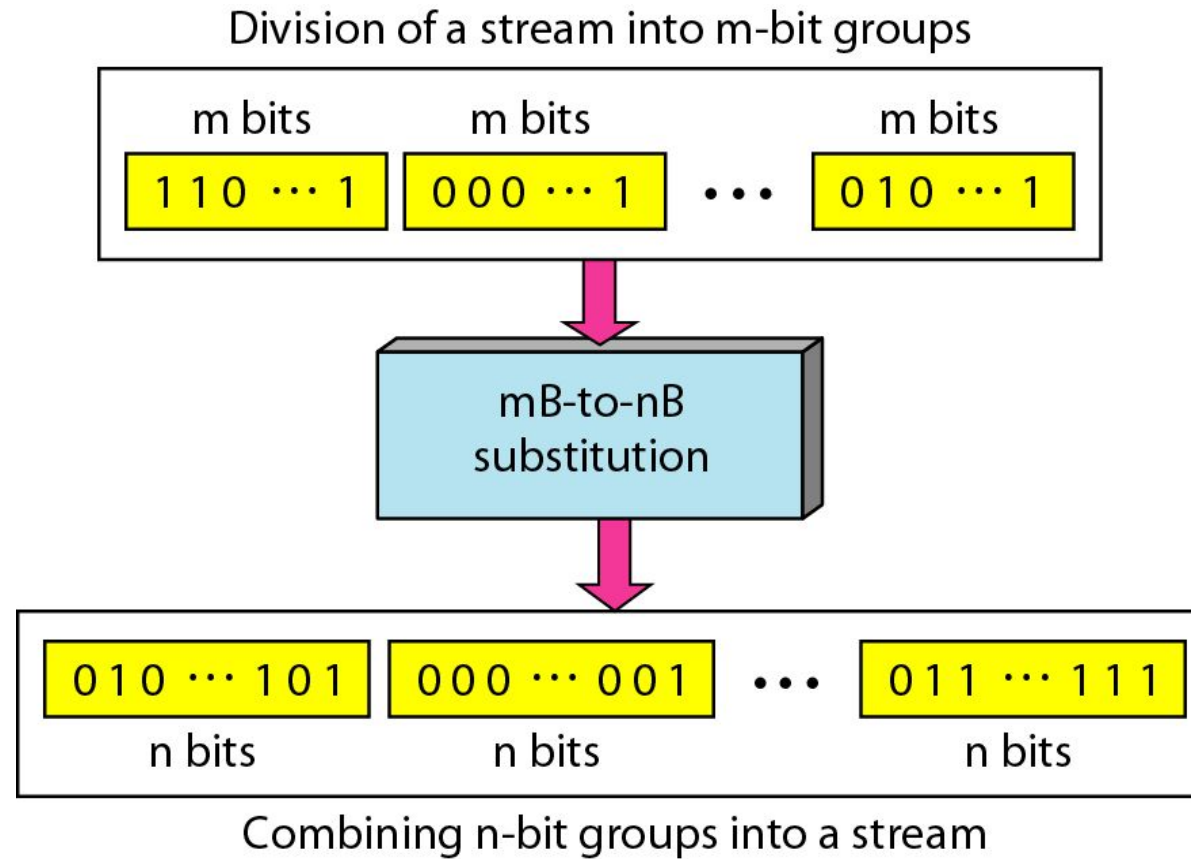 Division of a stream into m-bit groups
m bits m bits m bits
1 1 0 ··· 1 0 0 0 ··· 1 ••• 0 1 0 ··· 1
mB-to-nB
substitution
0 1 0 ··· 1 0 1 0 0 0 ··· 0 0 1 ••• 0 1 1 ··· 1 1 1
n bits n bits n bits
Combining n-bit groups into a stream